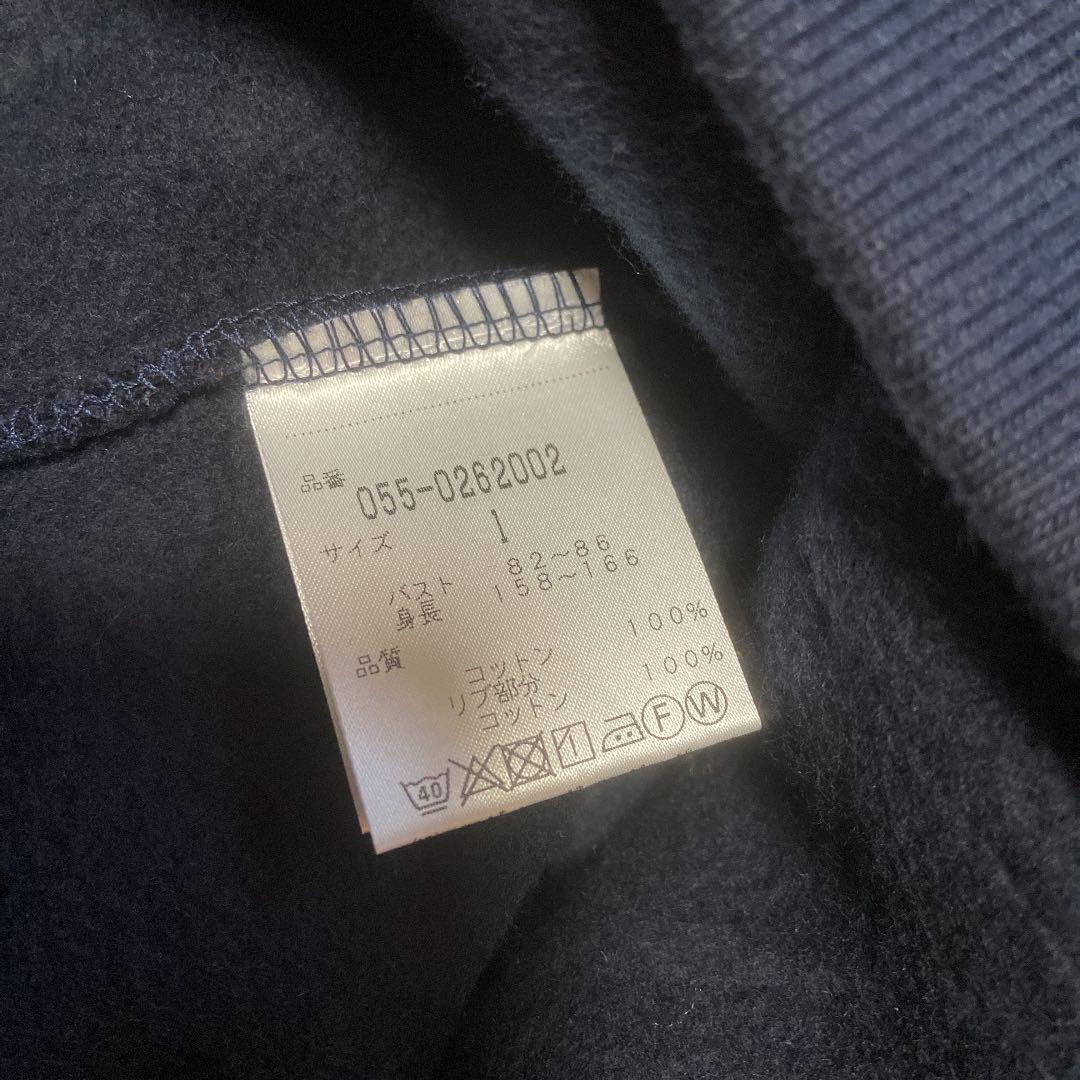 品番 055-0262002
サイズ 1
バスト 82～86
身長 158～166
品質 コットン 100%
リブ部分
コットン 100%
40 F W